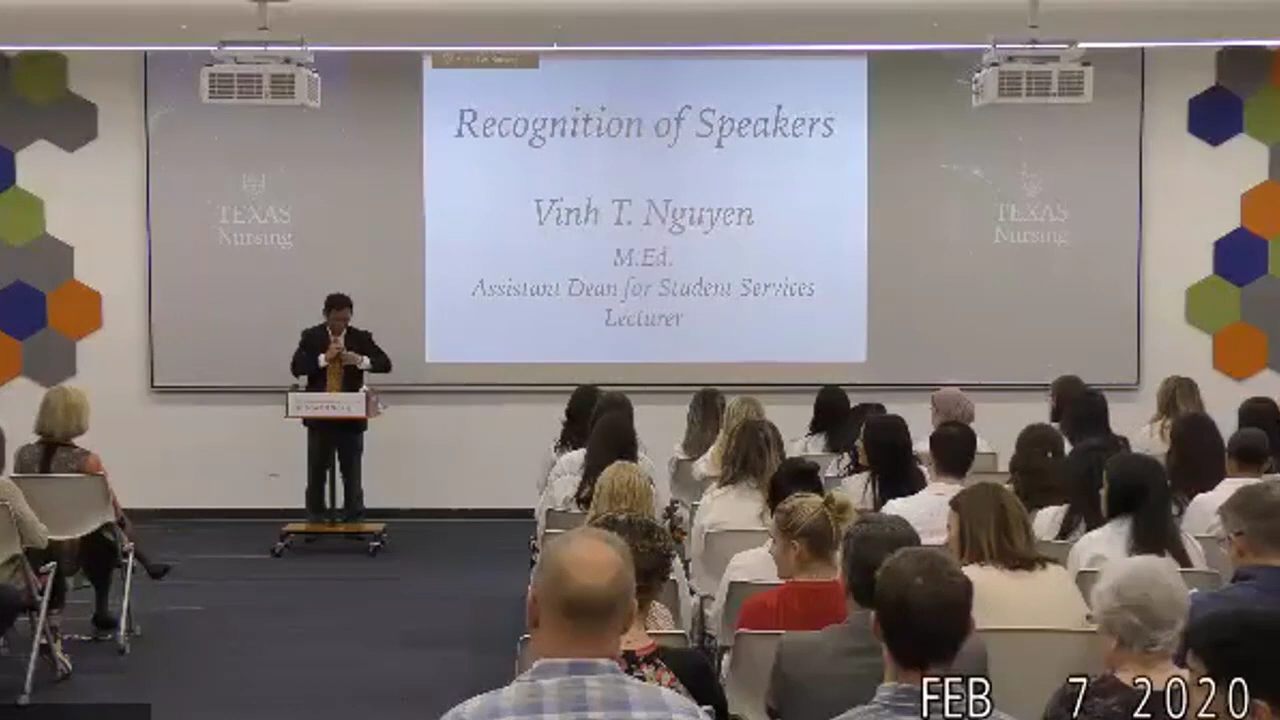 Recognition of Speakers
Vinh T. Nguyen
M.Ed.
Assistant Dean for Student Services
Lecturer
TEXAS
Nursing
TEXAS
Nursing
FEB 7 2020